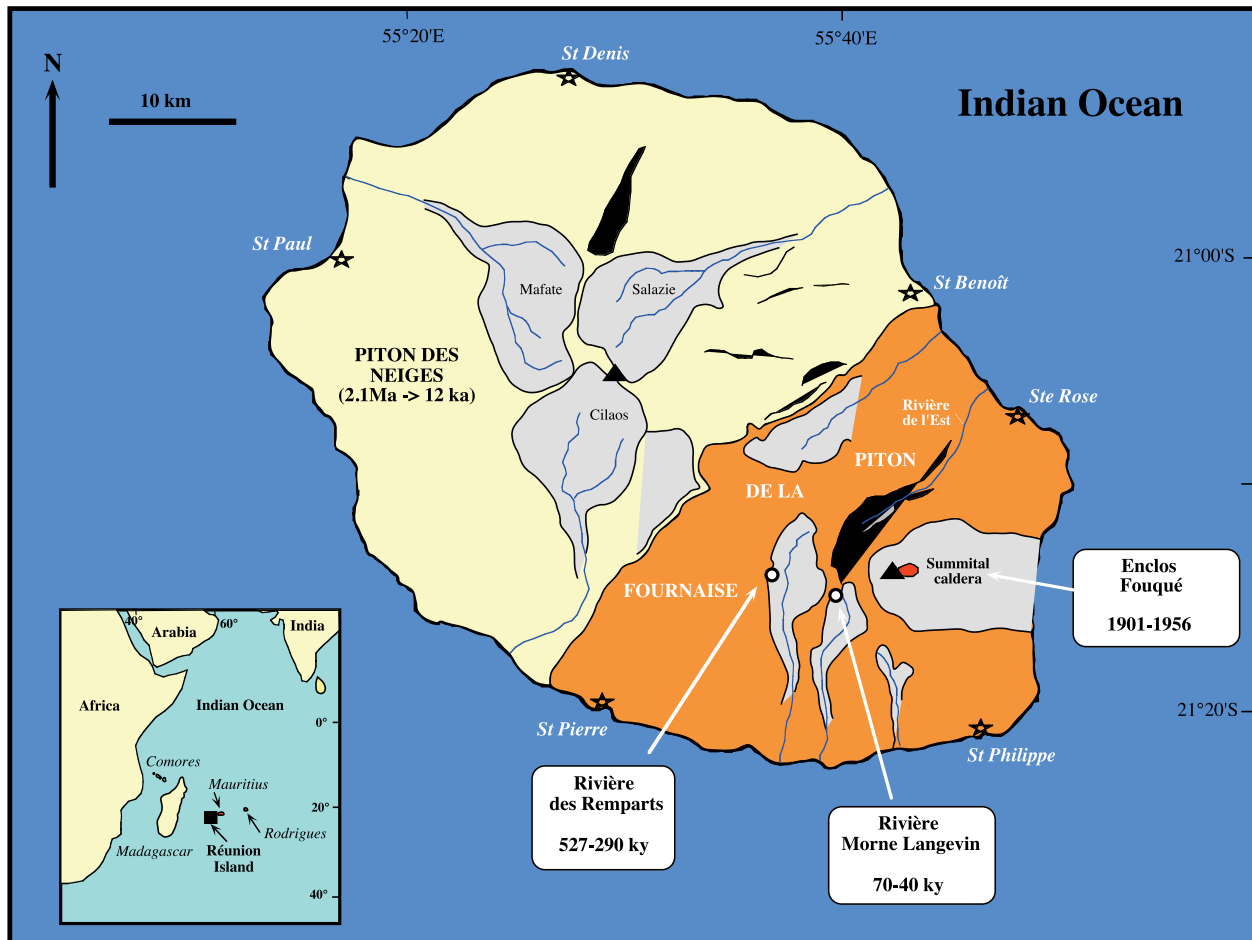 55°20'E
55°40'E
St Denis
N
10 km
Indian Ocean
St Paul
21°00'S
Mafate
Salazie
St Benoît
PITON DES
NEIGES
(2.1Ma -> 12 ka)
Cilaos
Rivière
de l'Est
Ste Rose
PITON
DE LA
FOURNAISE
Summital
caldera
Enclos
Fouqué
1901-1956
21°20'S
St Pierre
St Philippe
Rivière
des Remparts
527-290 ky
Rivière
Morne Langevin
70-40 ky
40°
60°
Arabia
India
Africa
Indian Ocean
0°
Comores
Mauritius
20°
Rodrigues
Madagascar
Réunion
Island
40°